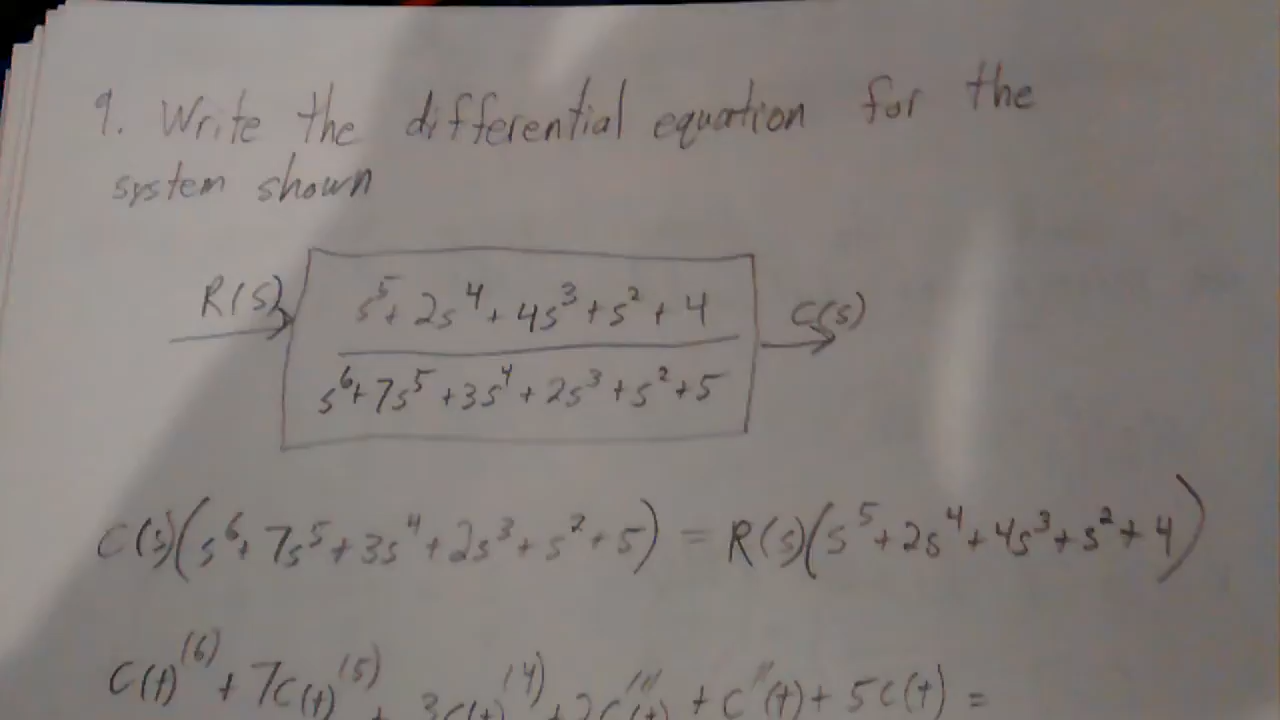 9. Write the differential equation for the
system shown
R(s)
s⁵ + 2s⁴ + 4s³ + s² + 4
C(s)
s⁶ + 7s⁵ + 3s⁴ + 2s³ + s² + 5
C(s)(s⁶ + 7s⁵ + 3s⁴ + 2s³ + s² + 5) = R(s)(s⁵ + 2s⁴ + 4s³ + s² + 4)
C(t)⁽⁶⁾ + 7C(t)⁽⁵⁾ + 3C(t)⁽⁴⁾ + 2C'''(t) + C''(t) + 5C(t) =